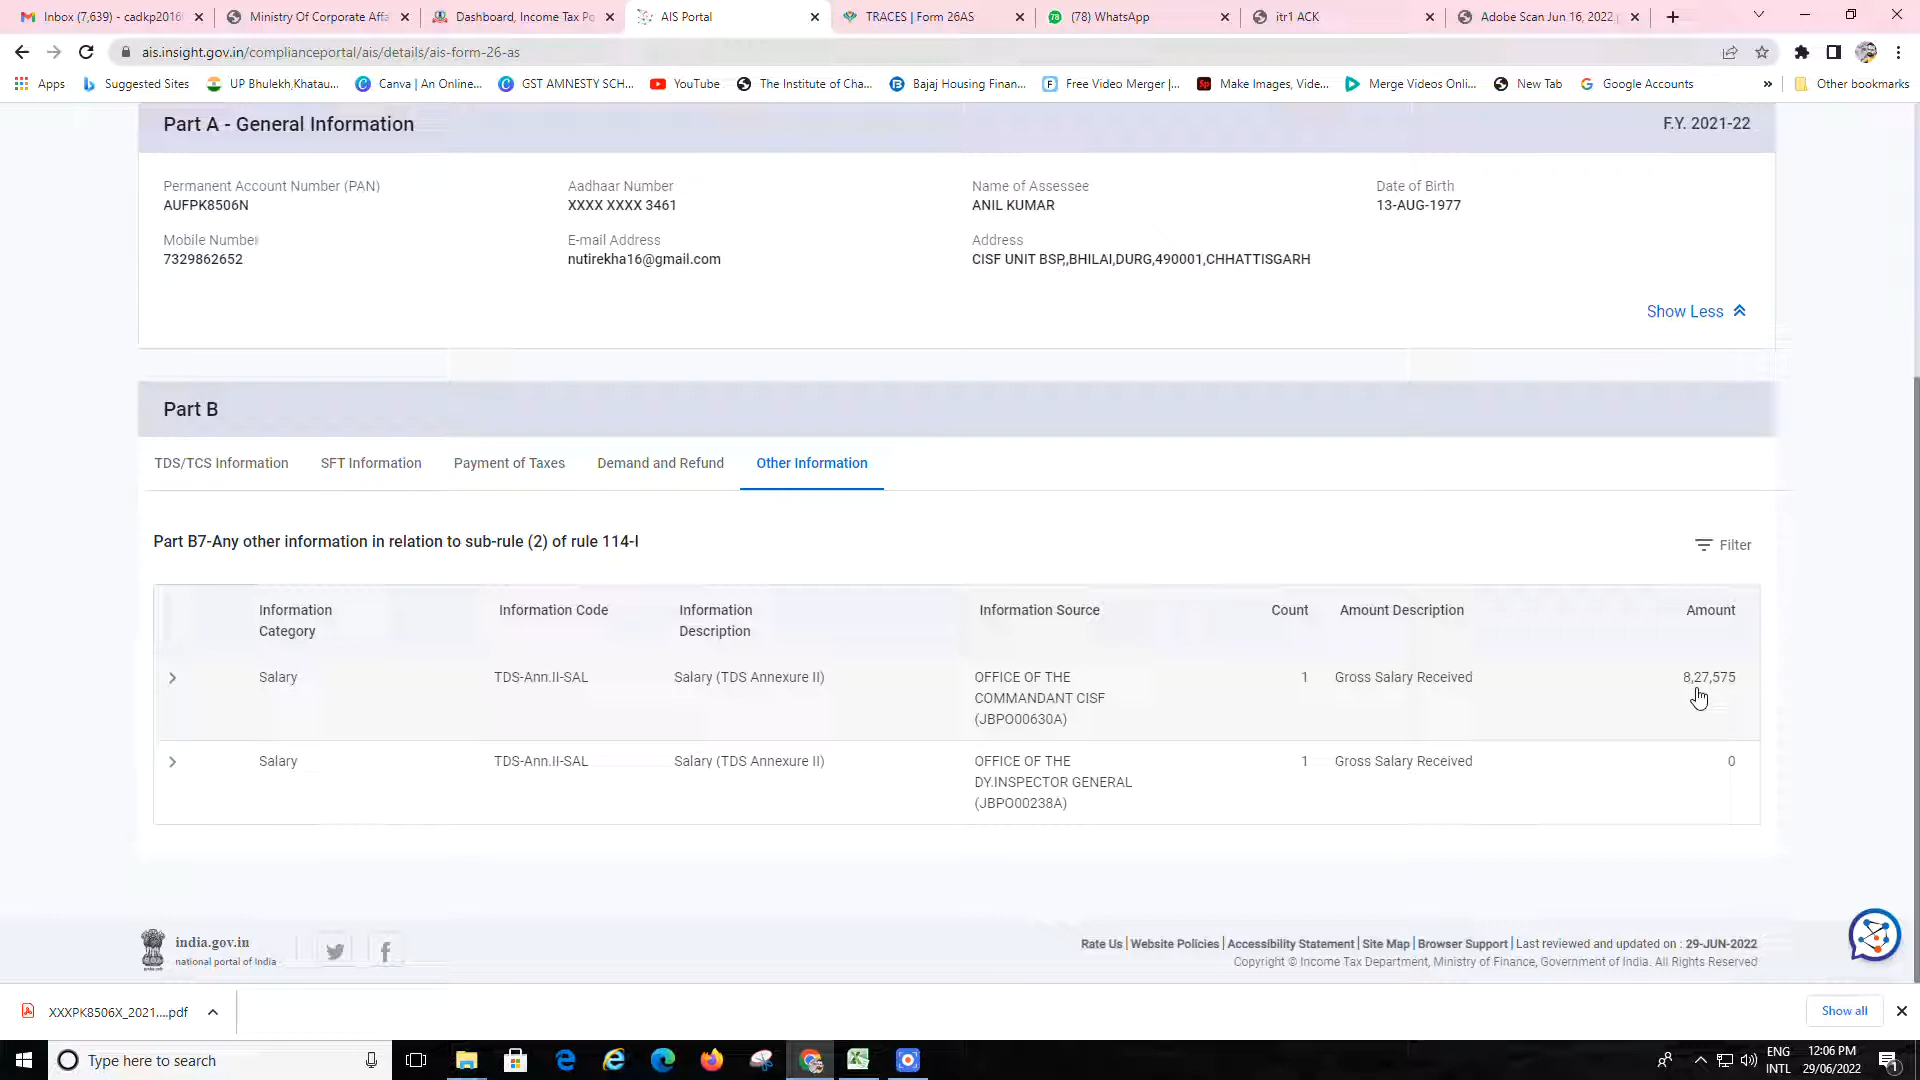 Inbox (7,639) - cadkp2016
Ministry Of Corporate Affa
Dashboard, Income Tax Po
AIS Portal
TRACES | Form 26AS
(78) WhatsApp
itr1 ACK
Adobe Scan Jun 16, 2022
ais.insight.gov.in/complianceportal/ais/details/ais-form-26-as
Apps
Suggested Sites
UP Bhulekh,Khatau...
Canva | An Online...
GST AMNESTY SCH...
YouTube
The Institute of Cha...
Bajaj Housing Finan...
Free Video Merger |...
Make Images, Vide...
Merge Videos Onli...
New Tab
Google Accounts
»
Other bookmarks
Part A - General Information
F.Y. 2021-22
Permanent Account Number (PAN)
Aadhaar Number
Name of Assessee
Date of Birth
AUFPK8506N
XXXX XXXX 3461
ANIL KUMAR
13-AUG-1977
Mobile Number
E-mail Address
Address
7329862652
nutirekha16@gmail.com
CISF UNIT BSP,,BHILAI,DURG,490001,CHHATTISGARH
Show Less
Part B
TDS/TCS Information
SFT Information
Payment of Taxes
Demand and Refund
Other Information
Part B7-Any other information in relation to sub-rule (2) of rule 114-I
Filter
Information Category
Information Code
Information Description
Information Source
Count
Amount Description
Amount
Salary
TDS-Ann.II-SAL
Salary (TDS Annexure II)
OFFICE OF THE
COMMANDANT CISF
(JBPO00630A)
1
Gross Salary Received
8,27,575
Salary
TDS-Ann.II-SAL
Salary (TDS Annexure II)
OFFICE OF THE
DY.INSPECTOR GENERAL
(JBPO00238A)
1
Gross Salary Received
0
india.gov.in
national portal of India
Rate Us | Website Policies | Accessibility Statement | Site Map | Browser Support | Last reviewed and updated on : 29-JUN-2022
Copyright © Income Tax Department, Ministry of Finance, Government of India. All Rights Reserved
XXXPK8506X_2021....pdf
Show all
Type here to search
ENG
INTL
12:06 PM
29/06/2022
1